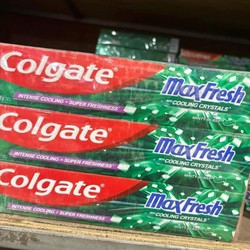 Colgate
MaxFresh
COOLING CRYSTALS
INTENSE COOLING • SUPER FRESHNESS
Colgate
MaxFresh
COOLING CRYSTALS
INTENSE COOLING • SUPER FRESHNESS
Colgate
MaxFresh
COOLING CRYSTALS
INTENSE COOLING • SUPER FRESHNESS